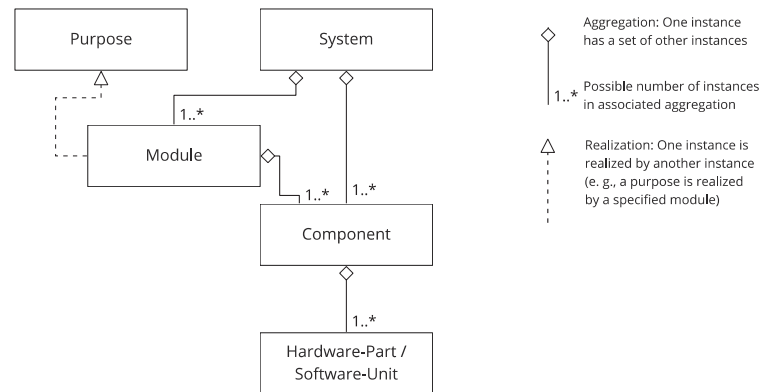 Purpose
System
1..*
Module
1..*
1..*
Component
1..*
Hardware-Part /
Software-Unit
Aggregation: One instance
has a set of other instances
1..*
Possible number of instances
in associated aggregation
Realization: One instance is
realized by another instance
(e. g., a purpose is realized
by a specified module)